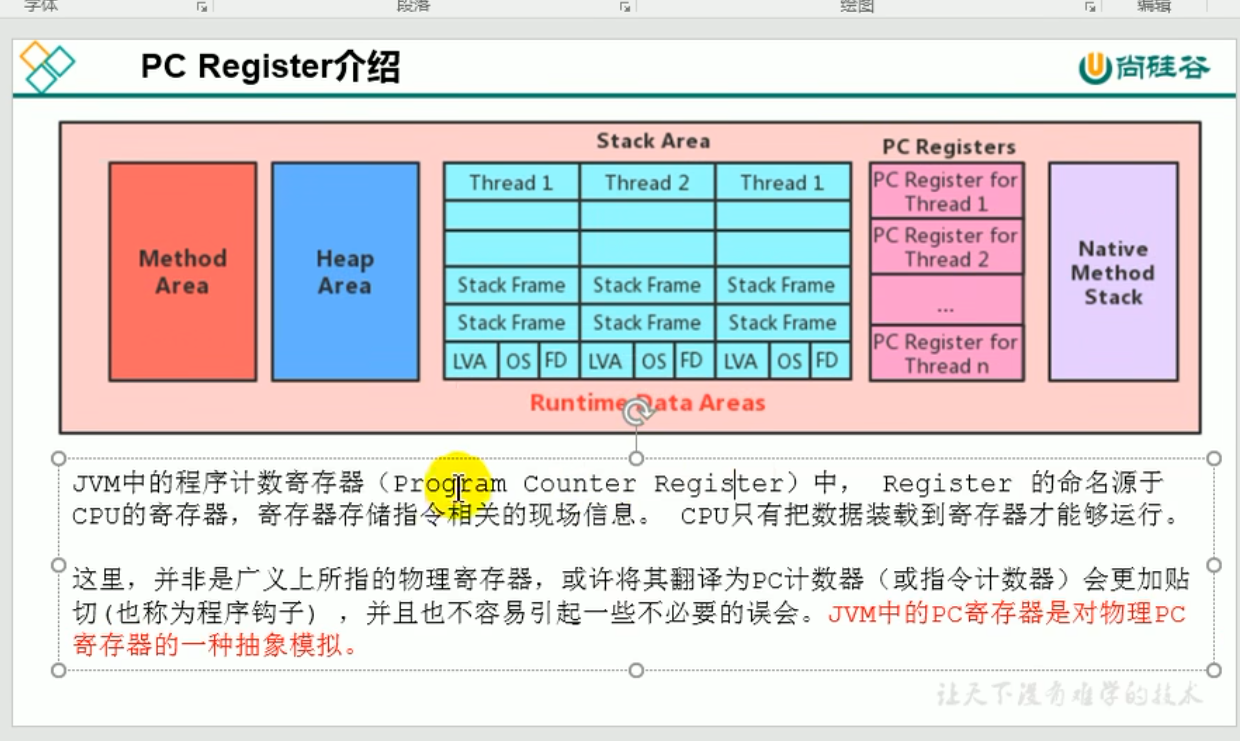 字体 段落 绘图 编辑
PC Register介绍
尚硅谷
Stack Area
PC Registers
Method
Area
Heap
Area
Thread 1 Thread 2 Thread 1
Stack Frame Stack Frame Stack Frame
Stack Frame Stack Frame Stack Frame
LVA OS FD LVA OS FD LVA OS FD
PC Register for
Thread 1
PC Register for
Thread 2
...
PC Register for
Thread n
Native
Method
Stack
Runtime Data Areas
JVM中的程序计数寄存器（Program Counter Register）中， Register 的命名源于
CPU的寄存器，寄存器存储指令相关的现场信息。 CPU只有把数据装载到寄存器才能够运行。
这里，并非是广义上所指的物理寄存器，或许将其翻译为PC计数器（或指令计数器）会更加贴
切(也称为程序钩子) ，并且也不容易引起一些不必要的误会。JVM中的PC寄存器是对物理PC
寄存器的一种抽象模拟。
让天下没有难学的技术